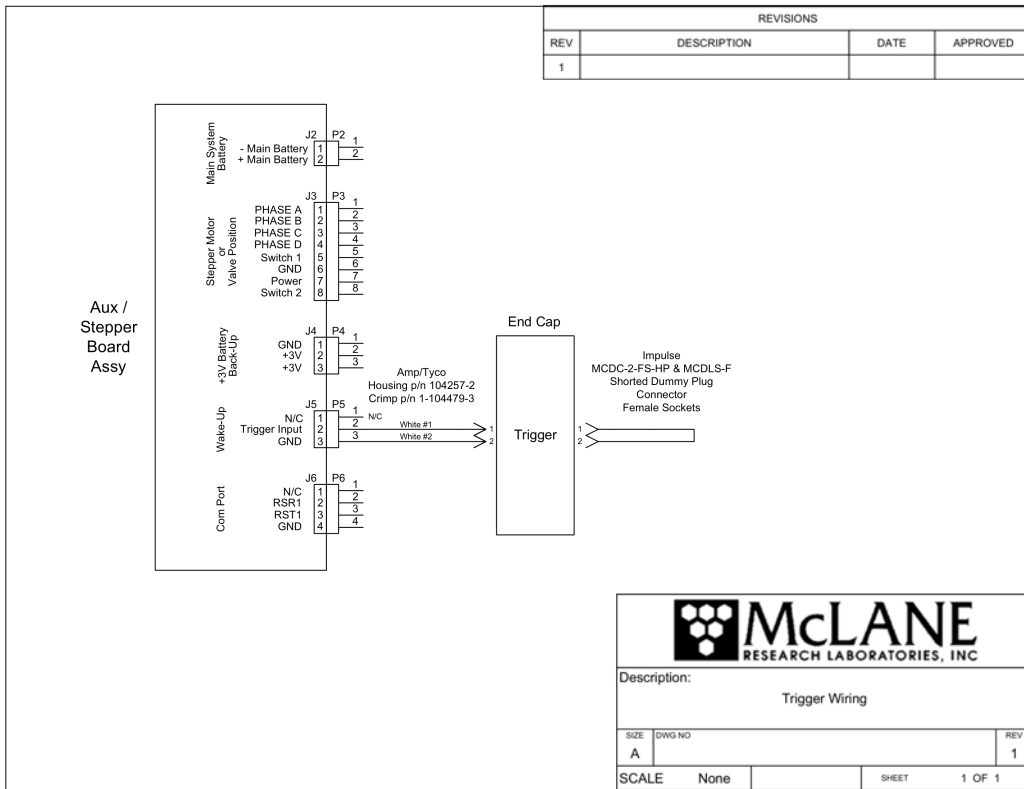 REVISIONS
REV DESCRIPTION DATE APPROVED
1
Aux /
Stepper
Board
Assy
Main System
Battery
J2 P2
- Main Battery 1 1
+ Main Battery 2 2
Stepper Motor
or
Valve Position
J3 P3
PHASE A 1 1
PHASE B 2 2
PHASE C 3 3
PHASE D 4 4
Switch 1 5 5
GND 6 6
Power 7 7
Switch 2 8 8
+3V Battery
Back-Up
J4 P4
GND 1 1
+3V 2 2
+3V 3 3
Amp/Tyco
Housing p/n 104257-2
Crimp p/n 1-104479-3
Wake-Up
J5 P5
N/C 1 1 N/C
Trigger Input 2 2 White #1 1
GND 3 3 White #2 2
End Cap
Trigger
1
2
Impulse
MCDC-2-FS-HP & MCDLS-F
Shorted Dummy Plug
Connector
Female Sockets
Com Port
J6 P6
N/C 1 1
RSR1 2 2
RST1 3 3
GND 4 4
McLANE
RESEARCH LABORATORIES, INC
Description:
Trigger Wiring
SIZE DWG NO REV
A 1
SCALE None SHEET 1 OF 1